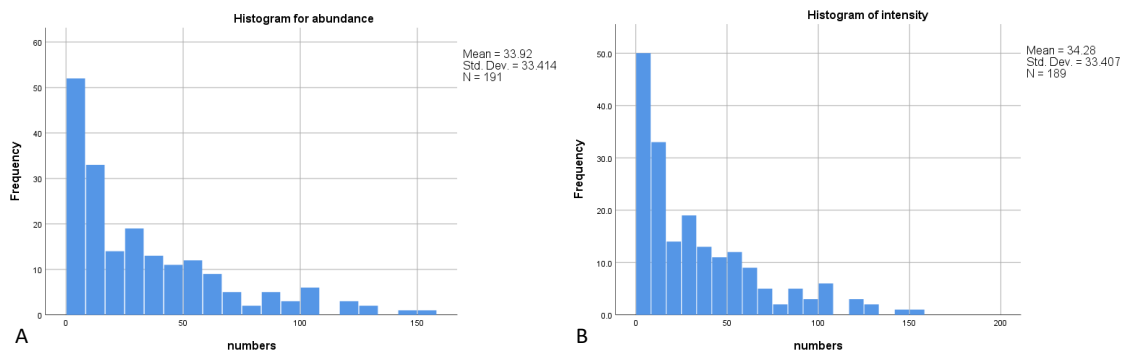 Histogram for abundance
Mean = 33.92
Std. Dev. = 33.414
N = 191
60
50
40
30
20
10
0
Frequency
0 50 100 150
numbers
A
Histogram of intensity
Mean = 34.28
Std. Dev. = 33.407
N = 189
50.0
40.0
30.0
20.0
10.0
.0
Frequency
0 50 100 150 200
numbers
B